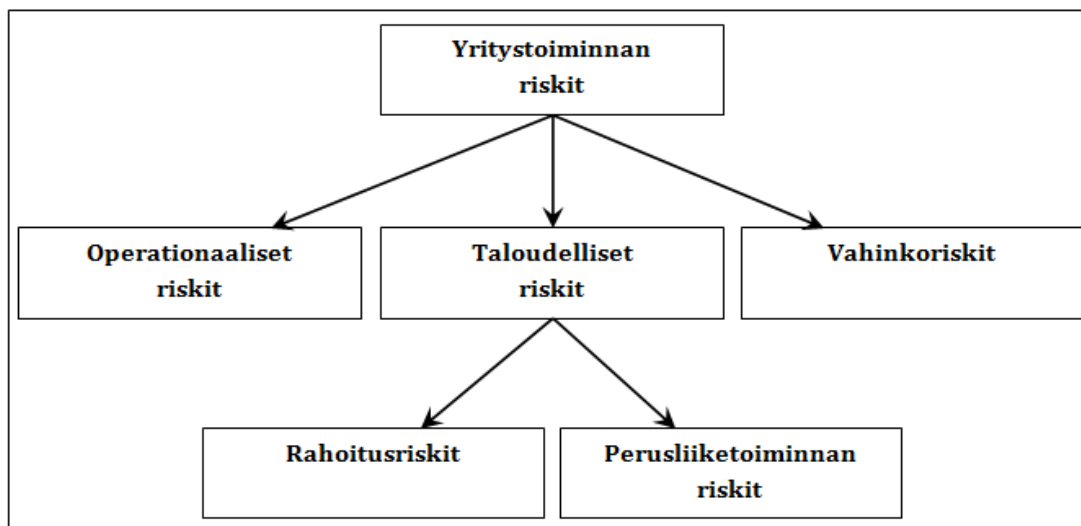 Yritystoiminnan
riskit
Operationaaliset
riskit
Taloudelliset
riskit
Vahinkoriskit
Rahoitusriskit
Perusliiketoiminnan
riskit